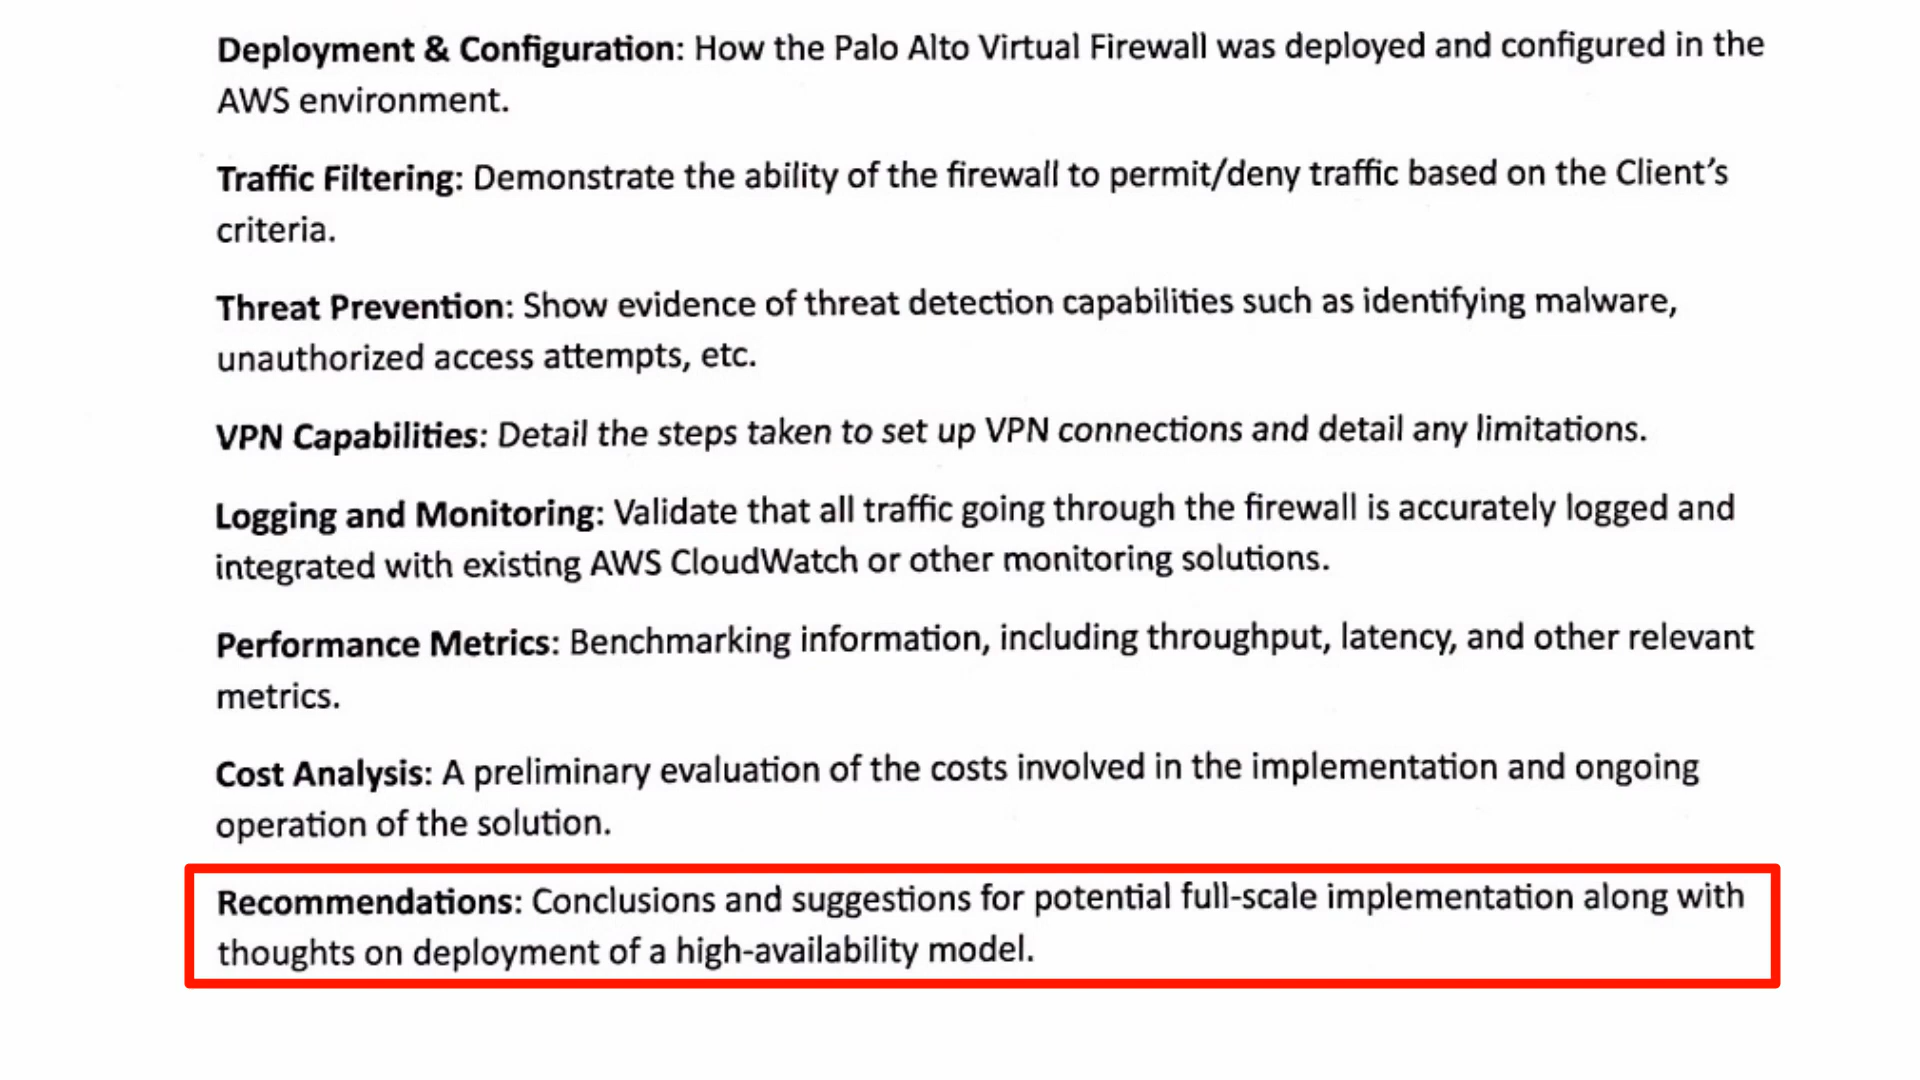 Deployment & Configuration: How the Palo Alto Virtual Firewall was deployed and configured in the
AWS environment.
Traffic Filtering: Demonstrate the ability of the firewall to permit/deny traffic based on the Client’s
criteria.
Threat Prevention: Show evidence of threat detection capabilities such as identifying malware,
unauthorized access attempts, etc.
VPN Capabilities: Detail the steps taken to set up VPN connections and detail any limitations.
Logging and Monitoring: Validate that all traffic going through the firewall is accurately logged and
integrated with existing AWS CloudWatch or other monitoring solutions.
Performance Metrics: Benchmarking information, including throughput, latency, and other relevant
metrics.
Cost Analysis: A preliminary evaluation of the costs involved in the implementation and ongoing
operation of the solution.
Recommendations: Conclusions and suggestions for potential full-scale implementation along with
thoughts on deployment of a high-availability model.